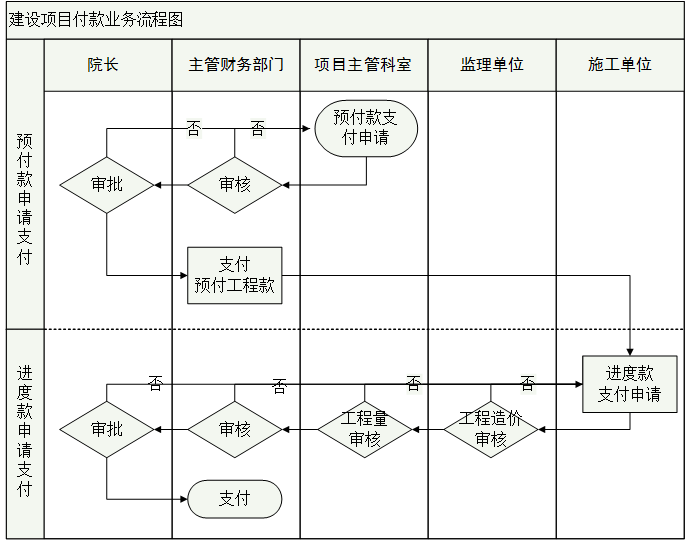 建设项目付款业务流程图
院长
主管财务部门
项目主管科室
监理单位
施工单位
预付款申请支付
否
否
预付款支
付申请
审批
审核
支付
预付工程款
进度款申请支付
否
否
否
否
进度款
支付申请
审批
审核
工程量
审核
工程造价
审核
支付